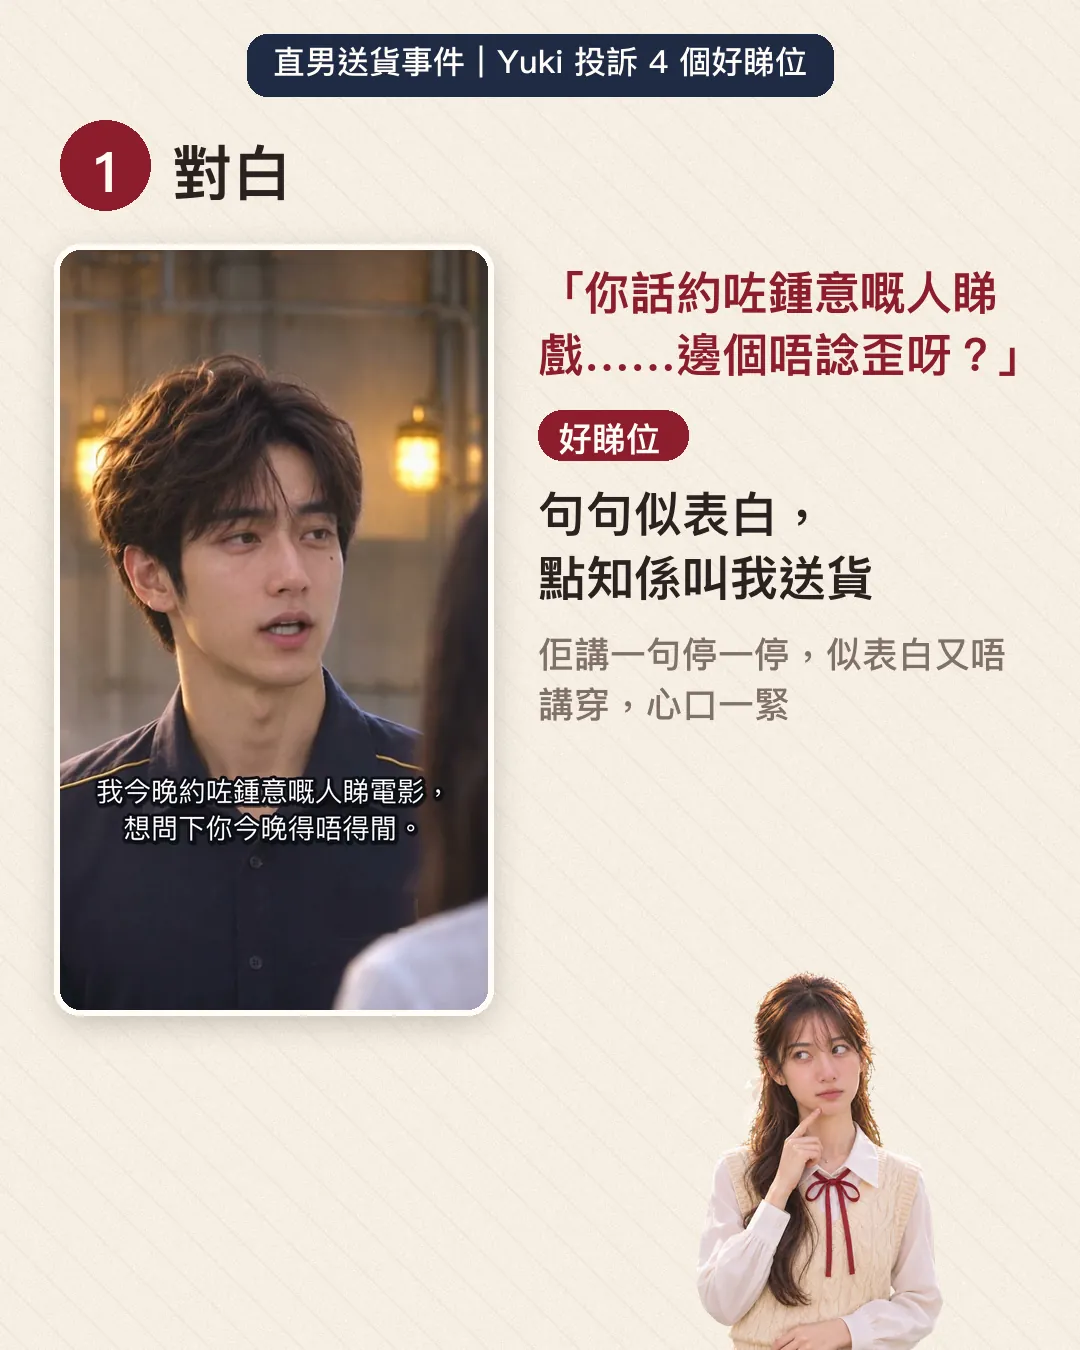 直男送貨事件｜Yuki 投訴 4 個好睇位
1 對白
「你話約咗鍾意嘅人睇
戲……邊個唔諗歪呀？」
好睇位
句句似表白，
點知係叫我送貨
佢講一句停一停，似表白又唔
講穿，心口一緊
我今晚約咗鍾意嘅人睇電影，
想問下你今晚得唔得閒。